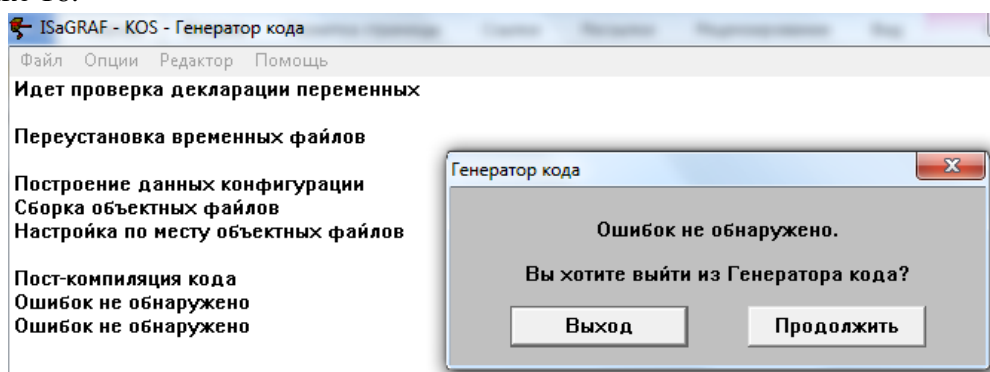 ISaGRAF - KOS - Генератор кода
Файл Опции Редактор Помощь
Идет проверка декларации переменных
Переустановка временных файлов
Построение данных конфигурации
Сборка объектных файлов
Настройка по месту объектных файлов
Пост-компиляция кода
Ошибок не обнаружено
Ошибок не обнаружено
Генератор кода
Ошибок не обнаружено.
Вы хотите выйти из Генератора кода?
Выход Продолжить